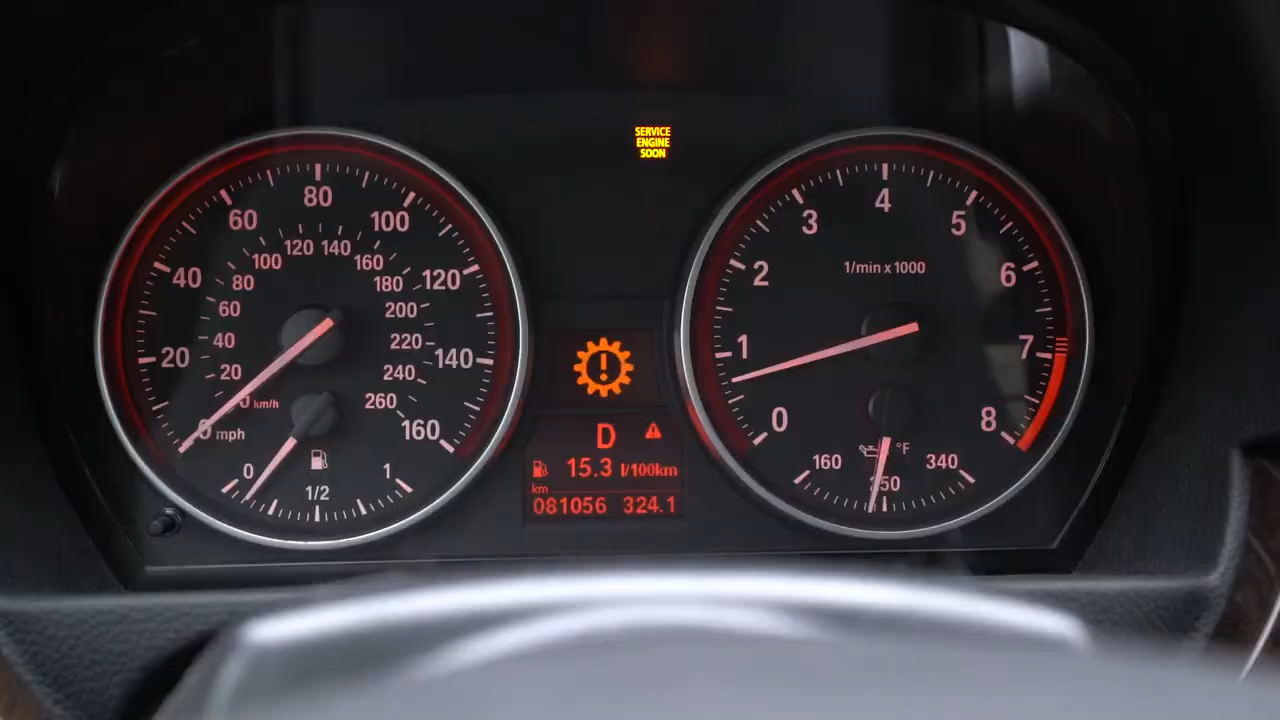 SERVICE
ENGINE
SOON
0 20 40 60 80 100 120 140 160
mph
20 40 60 80 100 120 140 160 180 200 220 240 260
km/h
0 1/2 1
D
15.3 l/100km
km
081056 324.1
0 1 2 3 4 5 6 7 8
1/min x 1000
°F
160 250 340